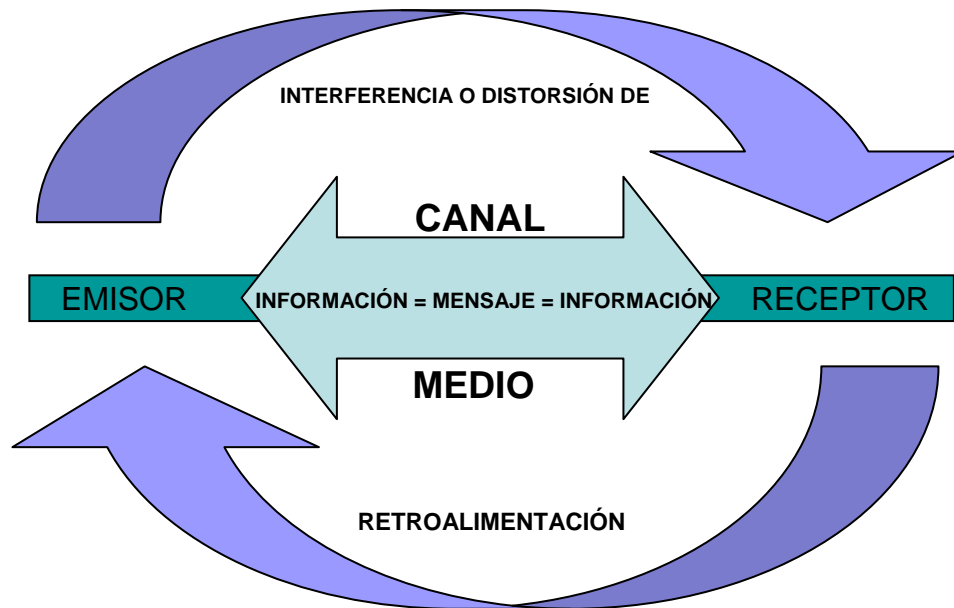 INTERFERENCIA O DISTORSIÓN DE
CANAL
EMISOR
INFORMACIÓN = MENSAJE = INFORMACIÓN
RECEPTOR
MEDIO
RETROALIMENTACIÓN